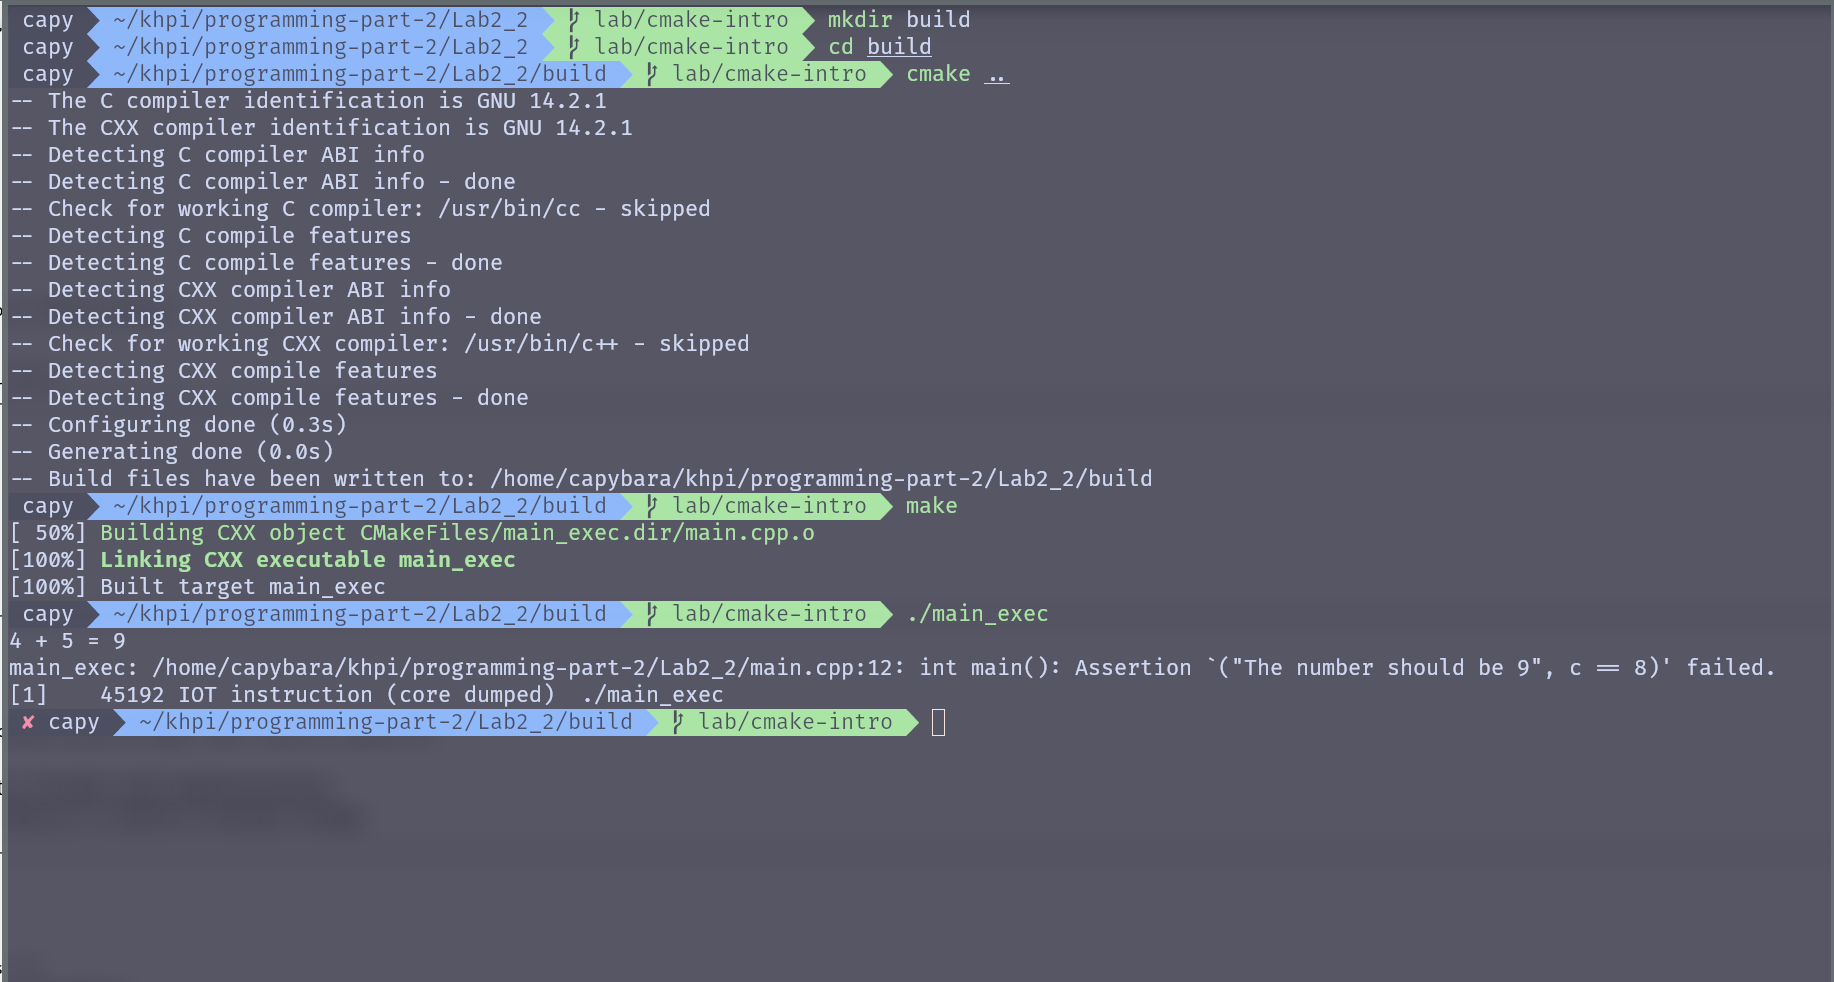 capy ~/khpi/programming-part-2/Lab2_2 lab/cmake-intro mkdir build
capy ~/khpi/programming-part-2/Lab2_2 lab/cmake-intro cd build
capy ~/khpi/programming-part-2/Lab2_2/build lab/cmake-intro cmake ..
-- The C compiler identification is GNU 14.2.1
-- The CXX compiler identification is GNU 14.2.1
-- Detecting C compiler ABI info
-- Detecting C compiler ABI info - done
-- Check for working C compiler: /usr/bin/cc - skipped
-- Detecting C compile features
-- Detecting C compile features - done
-- Detecting CXX compiler ABI info
-- Detecting CXX compiler ABI info - done
-- Check for working CXX compiler: /usr/bin/c++ - skipped
-- Detecting CXX compile features
-- Detecting CXX compile features - done
-- Configuring done (0.3s)
-- Generating done (0.0s)
-- Build files have been written to: /home/capybara/khpi/programming-part-2/Lab2_2/build
capy ~/khpi/programming-part-2/Lab2_2/build lab/cmake-intro make
[ 50%] Building CXX object CMakeFiles/main_exec.dir/main.cpp.o
[100%] Linking CXX executable main_exec
[100%] Built target main_exec
capy ~/khpi/programming-part-2/Lab2_2/build lab/cmake-intro ./main_exec
4 + 5 = 9
main_exec: /home/capybara/khpi/programming-part-2/Lab2_2/main.cpp:12: int main(): Assertion `("The number should be 9", c == 8)' failed.
[1]    45192 IOT instruction (core dumped)  ./main_exec
✘ capy ~/khpi/programming-part-2/Lab2_2/build lab/cmake-intro